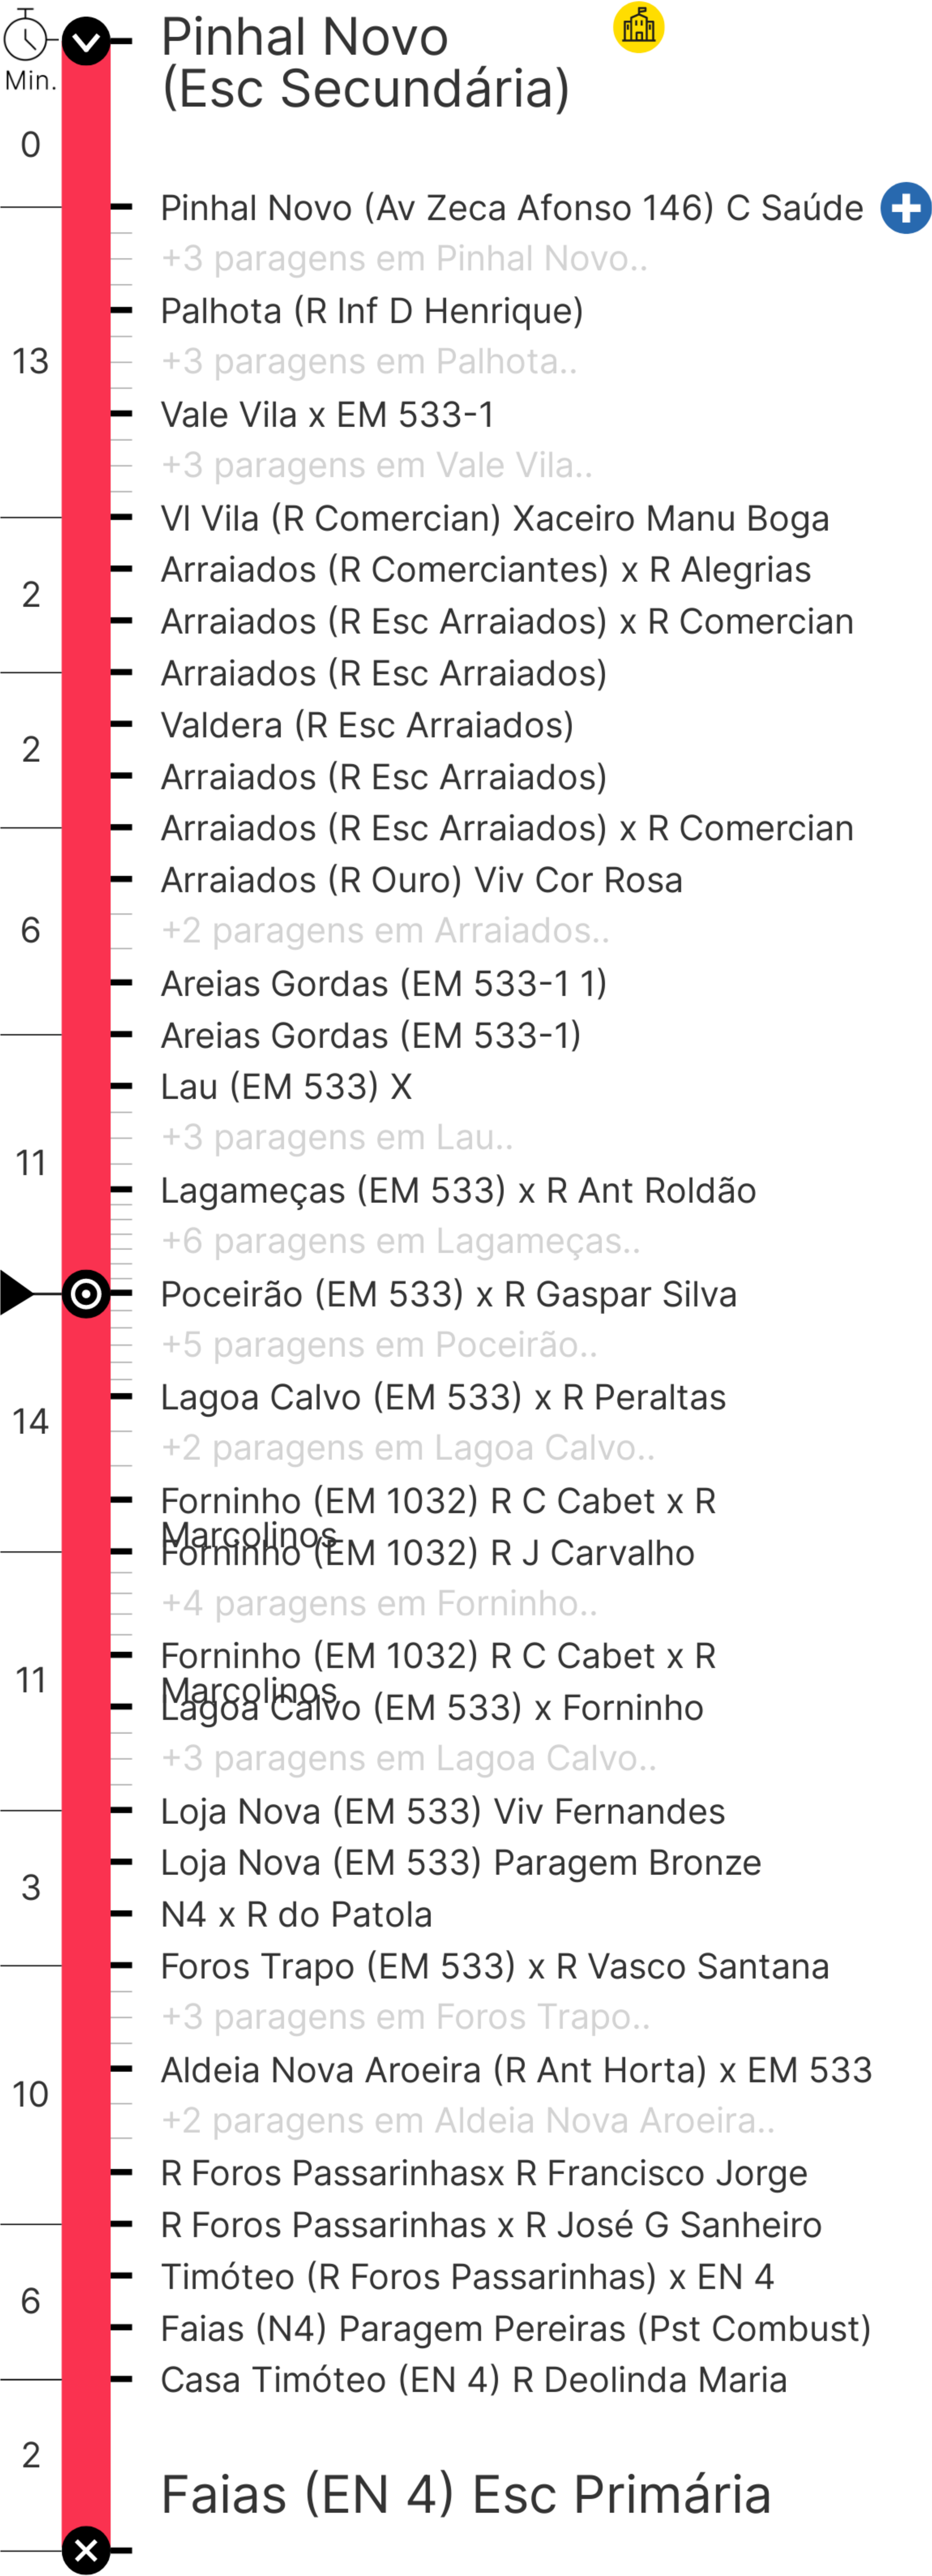 Pinhal Novo
(Esc Secundária)
Min.
0
Pinhal Novo (Av Zeca Afonso 146) C Saúde
+3 paragens em Pinhal Novo..
Palhota (R Inf D Henrique)
13
+3 paragens em Palhota..
Vale Vila x EM 533-1
+3 paragens em Vale Vila..
Vl Vila (R Comercian) Xaceiro Manu Boga
Arraiados (R Comerciantes) x R Alegrias
2
Arraiados (R Esc Arraiados) x R Comercian
Arraiados (R Esc Arraiados)
Valdera (R Esc Arraiados)
2
Arraiados (R Esc Arraiados)
Arraiados (R Esc Arraiados) x R Comercian
Arraiados (R Ouro) Viv Cor Rosa
6
+2 paragens em Arraiados..
Areias Gordas (EM 533-1 1)
Areias Gordas (EM 533-1)
Lau (EM 533) X
+3 paragens em Lau..
11
Lagameças (EM 533) x R Ant Roldão
+6 paragens em Lagameças..
Poceirão (EM 533) x R Gaspar Silva
+5 paragens em Poceirão..
Lagoa Calvo (EM 533) x R Peraltas
14
+2 paragens em Lagoa Calvo..
Forninho (EM 1032) R C Cabet x R
Marcolinos
Forninho (EM 1032) R J Carvalho
+4 paragens em Forninho..
Forninho (EM 1032) R C Cabet x R
11
Marcolinos
Lagoa Calvo (EM 533) x Forninho
+3 paragens em Lagoa Calvo..
Loja Nova (EM 533) Viv Fernandes
Loja Nova (EM 533) Paragem Bronze
3
N4 x R do Patola
Foros Trapo (EM 533) x R Vasco Santana
+3 paragens em Foros Trapo..
Aldeia Nova Aroeira (R Ant Horta) x EM 533
10
+2 paragens em Aldeia Nova Aroeira..
R Foros Passarinhasx R Francisco Jorge
R Foros Passarinhas x R José G Sanheiro
Timóteo (R Foros Passarinhas) x EN 4
6
Faias (N4) Paragem Pereiras (Pst Combust)
Casa Timóteo (EN 4) R Deolinda Maria
2
Faias (EN 4) Esc Primária